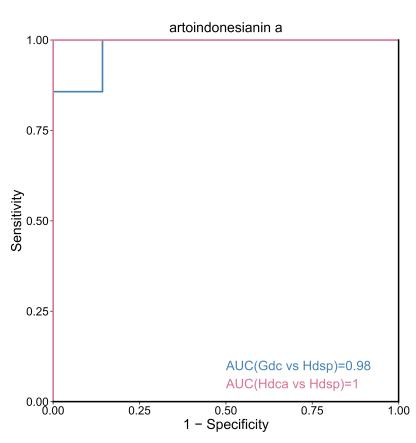 artoindonesianin a
1.00
0.75
0.50
0.25
0.00
Sensitivity
AUC(Gdc vs Hdsp)=0.98
AUC(Hdca vs Hdsp)=1
0.00 0.25 0.50 0.75 1.00
1 − Specificity